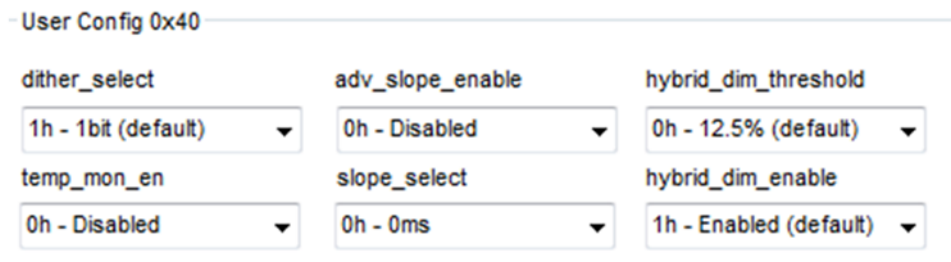 User Config 0x40
dither_select adv_slope_enable hybrid_dim_threshold
1h - 1bit (default) 0h - Disabled 0h - 12.5% (default)
temp_mon_en slope_select hybrid_dim_enable
0h - Disabled 0h - 0ms 1h - Enabled (default)